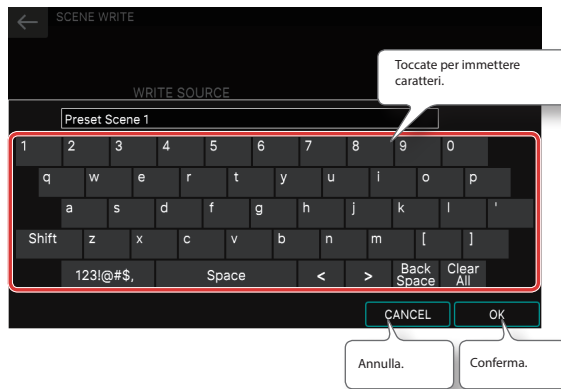 SCENE WRITE
Toccate per immettere
caratteri.
WRITE SOURCE
Preset Scene 1
1 2 3 4 5 6 7 8 9 0
q w e r t y u i o p
a s d f g h j k l '
Shift z x c v b n m [ ]
123!@#$, Space < > Back Space Clear All
CANCEL OK
Annulla. Conferma.